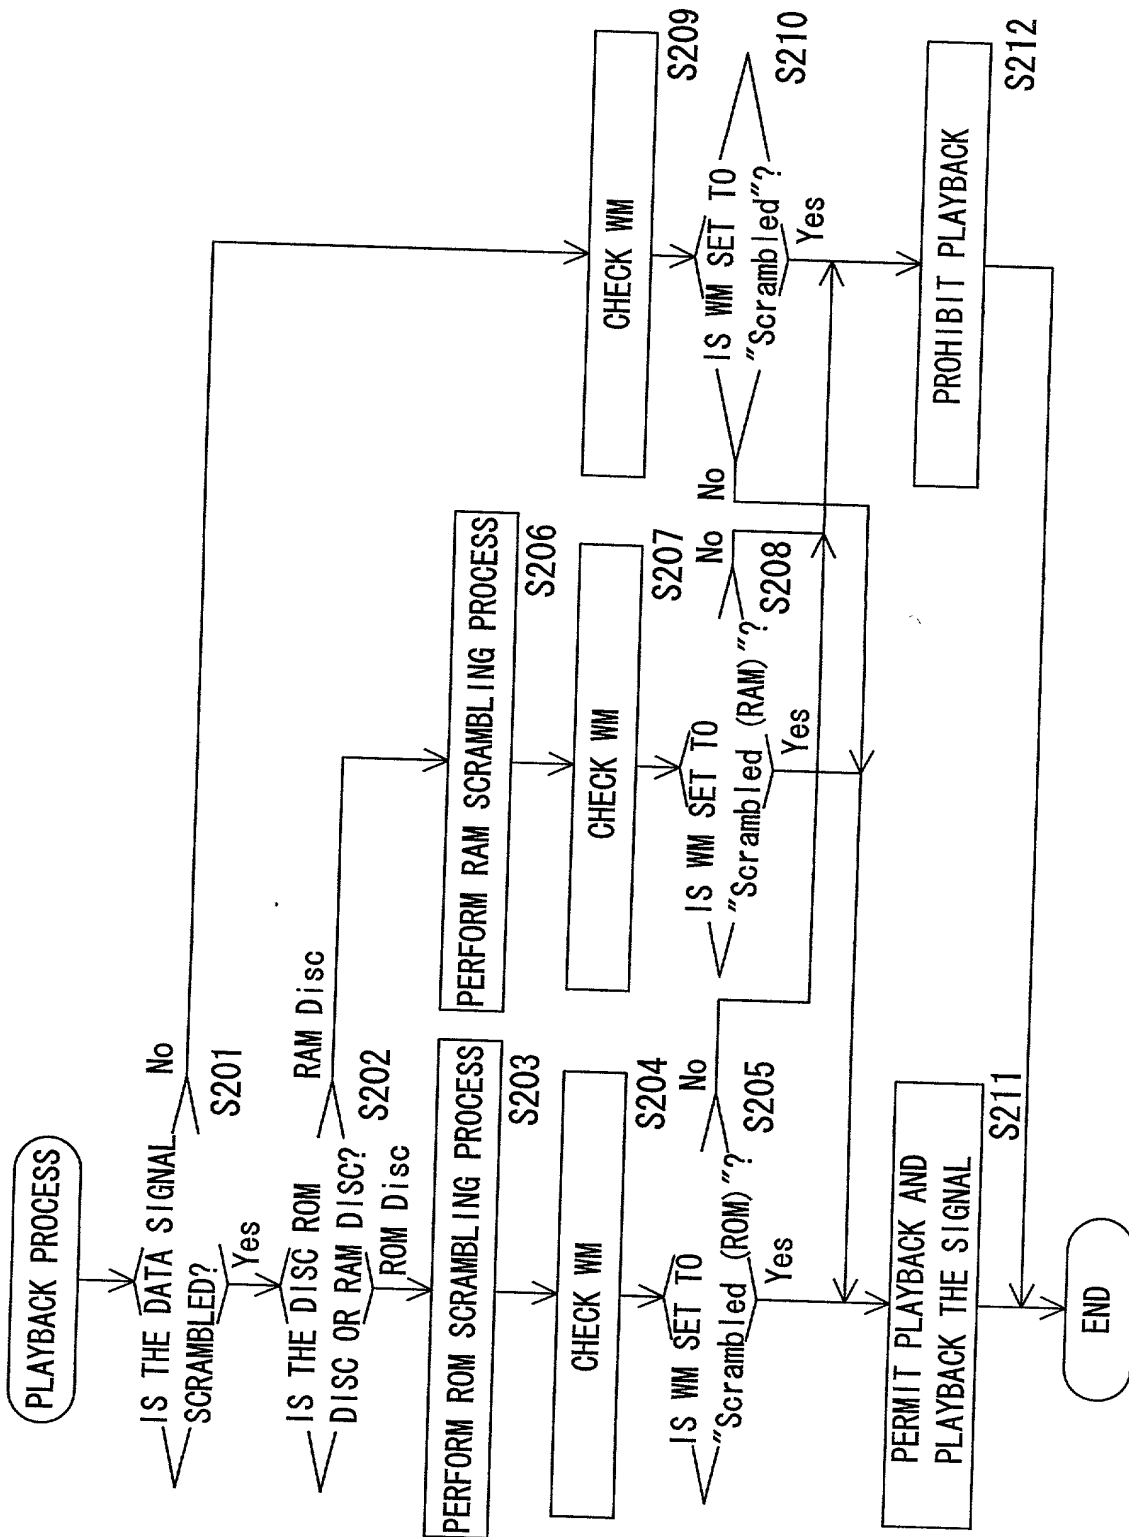 PLAYBACK PROCESS
IS THE DATA SIGNAL
SCRAMBLED?
No
S201
Yes
IS THE DISC ROM
DISC OR RAM DISC?
RAM Disc
S202
ROM Disc
PERFORM ROM SCRAMBLING PROCESS
S203
CHECK WM
S204
IS WM SET TO
"Scrambled (ROM)"?
No
S205
Yes
PERFORM RAM SCRAMBLING PROCESS
S206
CHECK WM
S207
IS WM SET TO
"Scrambled (RAM)"?
No
S208
Yes
CHECK WM
S209
IS WM SET TO
"Scrambled"?
No
S210
Yes
PERMIT PLAYBACK AND
PLAYBACK THE SIGNAL
S211
PROHIBIT PLAYBACK
S212
END